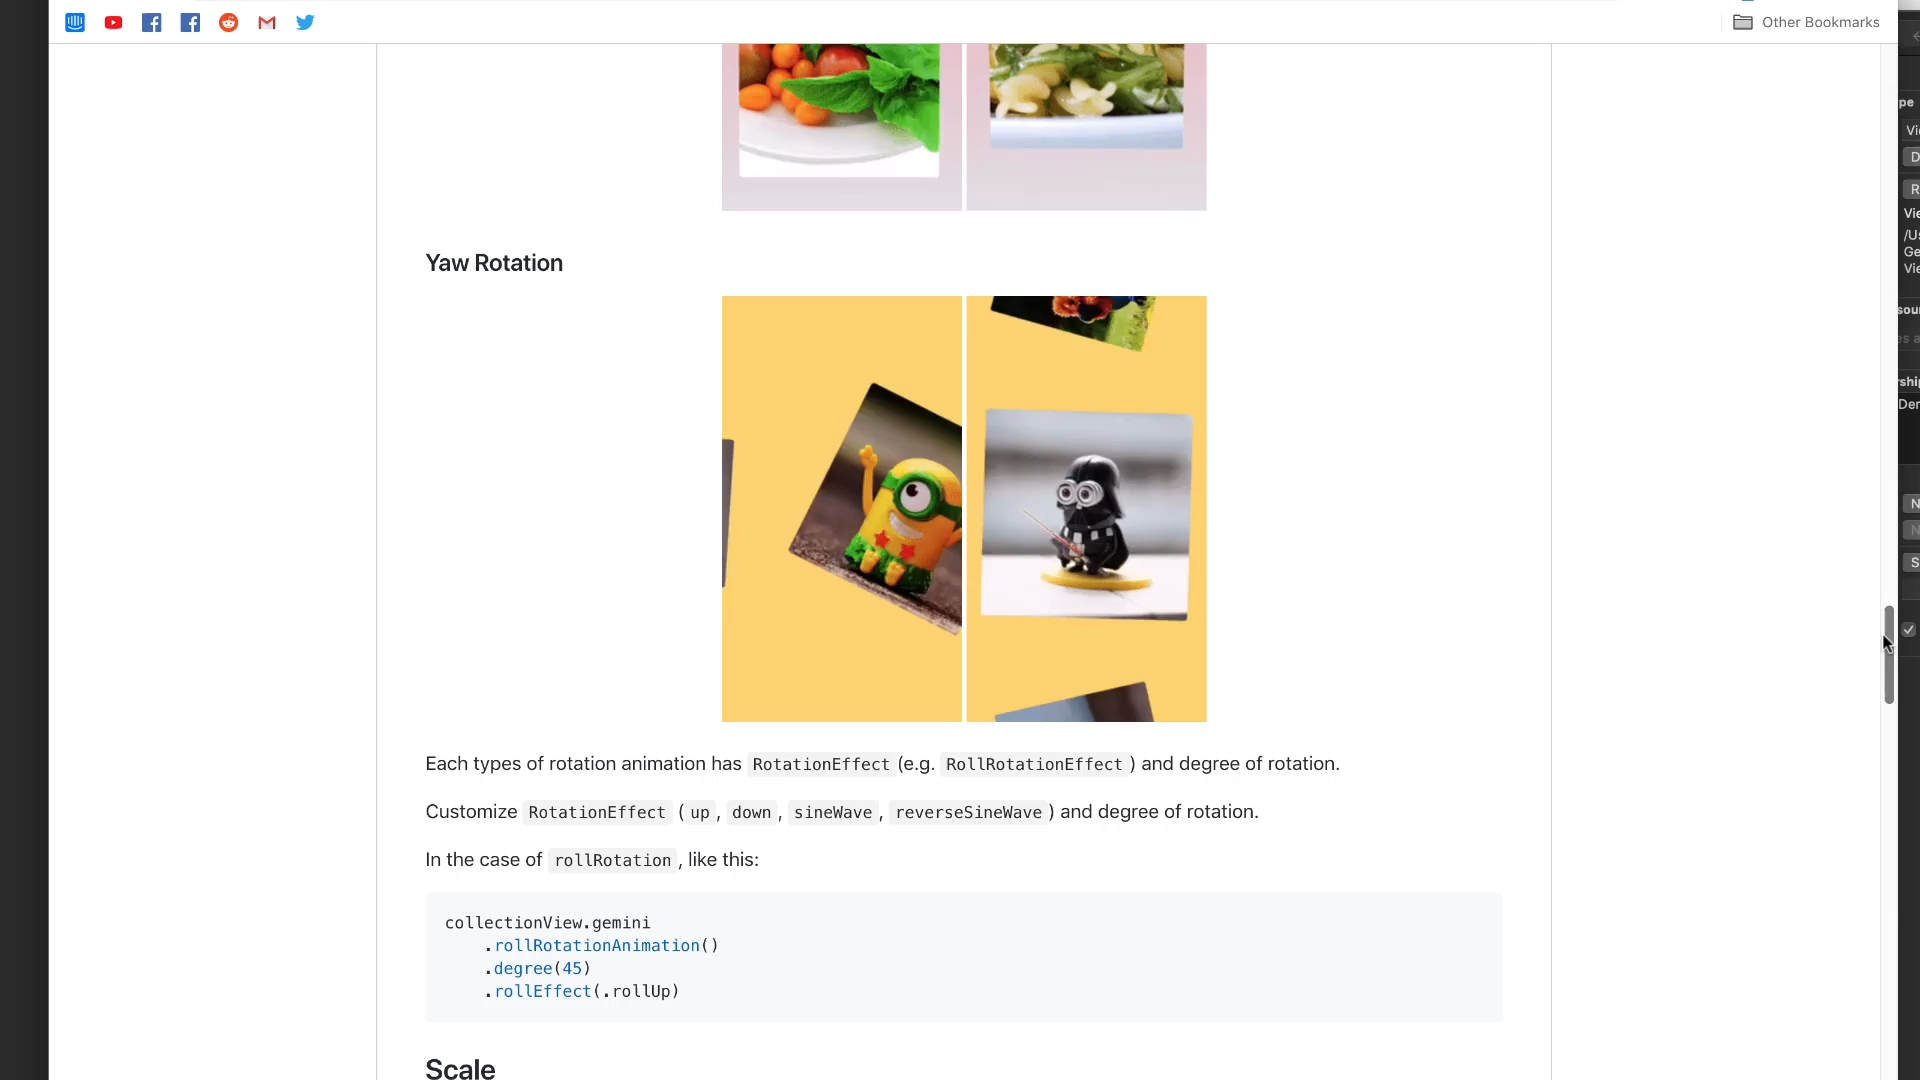 Other Bookmarks
Yaw Rotation
Each types of rotation animation has RotationEffect (e.g. RollRotationEffect ) and degree of rotation.
Customize RotationEffect ( up , down , sineWave , reverseSineWave ) and degree of rotation.
In the case of rollRotation , like this:
collectionView.gemini
.rollRotationAnimation()
.degree(45)
.rollEffect(.rollUp)
Scale